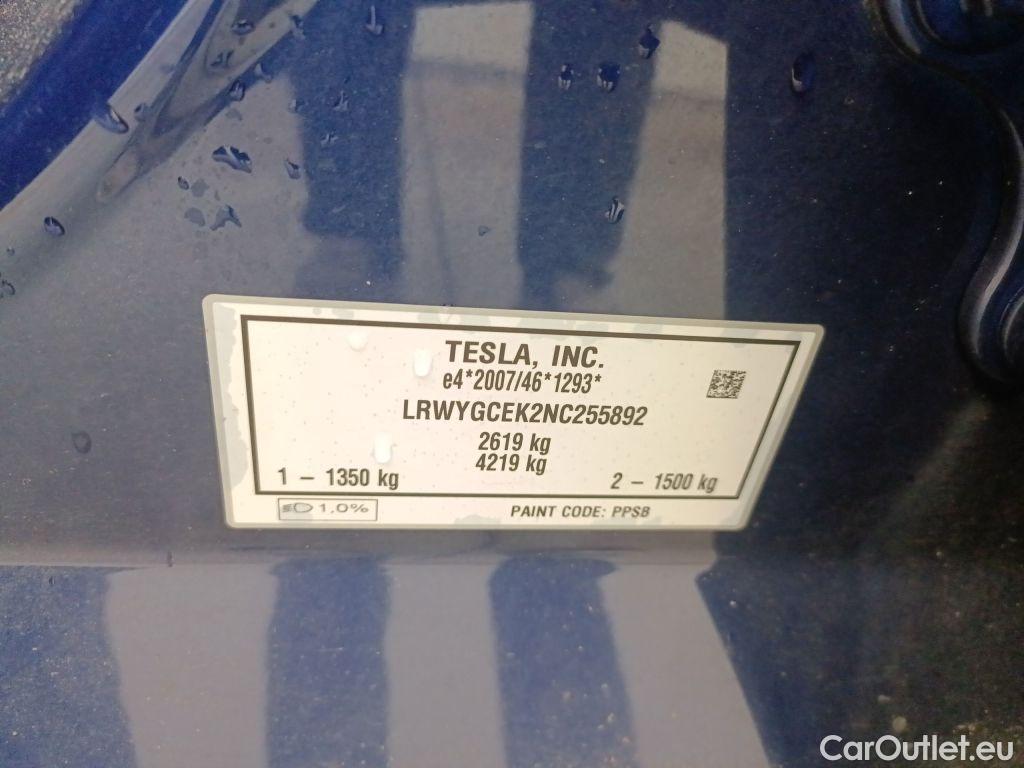 TESLA, INC.
e4*2007/46*1293*
LRWYGCEK2NC255892
2619 kg
4219 kg
1 – 1350 kg
2 – 1500 kg
1,0%
PAINT CODE: PPSB
CarOutlet.eu